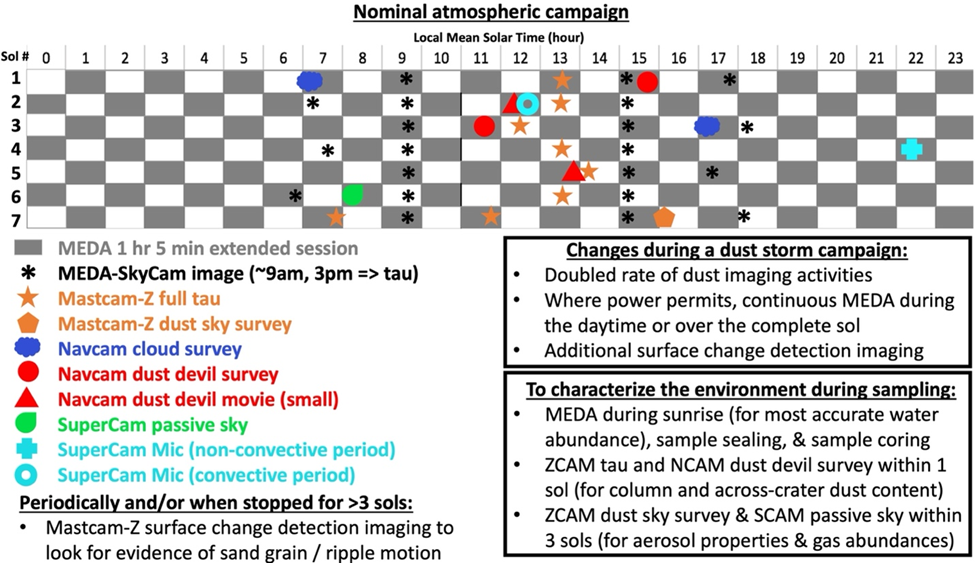 Nominal atmospheric campaign
Local Mean Solar Time (hour)
Sol # 0 1 2 3 4 5 6 7 8 9 10 11 12 13 14 15 16 17 18 19 20 21 22 23
1
2
3
4
5
6
7
MEDA 1 hr 5 min extended session
MEDA-SkyCam image (~9am, 3pm => tau)
Mastcam-Z full tau
Mastcam-Z dust sky survey
Navcam cloud survey
Navcam dust devil survey
Navcam dust devil movie (small)
SuperCam passive sky
SuperCam Mic (non-convective period)
SuperCam Mic (convective period)
Periodically and/or when stopped for >3 sols:
• Mastcam-Z surface change detection imaging to
look for evidence of sand grain / ripple motion
Changes during a dust storm campaign:
• Doubled rate of dust imaging activities
• Where power permits, continuous MEDA during
the daytime or over the complete sol
• Additional surface change detection imaging
To characterize the environment during sampling:
• MEDA during sunrise (for most accurate water
abundance), sample sealing, & sample coring
• ZCAM tau and NCAM dust devil survey within 1
sol (for column and across-crater dust content)
• ZCAM dust sky survey & SCAM passive sky within
3 sols (for aerosol properties & gas abundances)